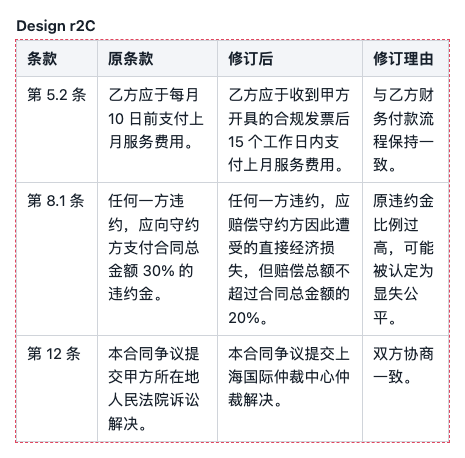 Design r2C
条款 原条款 修订后 修订理由
第 5.2 条
乙方应于每月
10 日前支付上
月服务费用。
乙方应于收到甲方
开具的合规发票后
15 个工作日内支
付上月服务费用。
与乙方财
务付款流
程保持一
致。
第 8.1 条
任何一方违
约，应向守约
方支付合同总
金额 30% 的
违约金。
任何一方违约，应
赔偿守约方因此遭
受的直接经济损
失，但赔偿总额不
超过合同总金额的
20%。
原违约金
比例过
高，可能
被认定为
显失公
平。
第 12 条
本合同争议提
交甲方所在地
人民法院诉讼
解决。
本合同争议提交上
海国际仲裁中心仲
裁解决。
双方协商
一致。